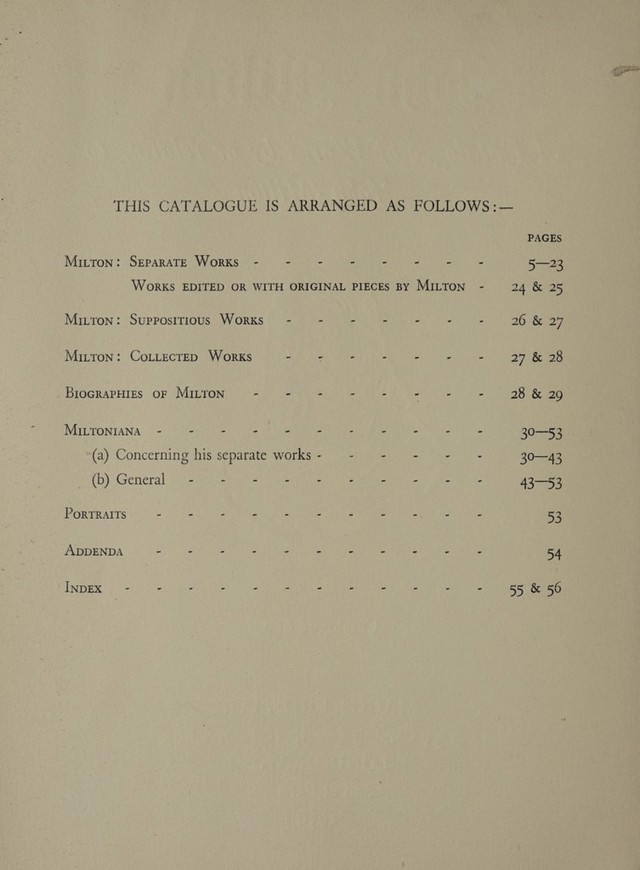 THIS CATALOGUE IS ARRANGED AS FOLLOWS:—
PAGES
Milton: Separate Works - - - - - - - - 5—23
Works edited or with original pieces by Milton - 24 & 25
Milton: Suppositious Works - - - - - - - 26 & 27
Milton: Collected Works - - - - - - - 27 & 28
Biographies of Milton - - - - - - - - 28 & 29
Miltoniana - - - - - - - - - - - 30—53
(a) Concerning his separate works - - - - - - 30—43
(b) General - - - - - - - - - - 43—53
Portraits - - - - - - - - - - - 53
Addenda - - - - - - - - - - - 54
Index - - - - - - - - - - - - 55 & 56